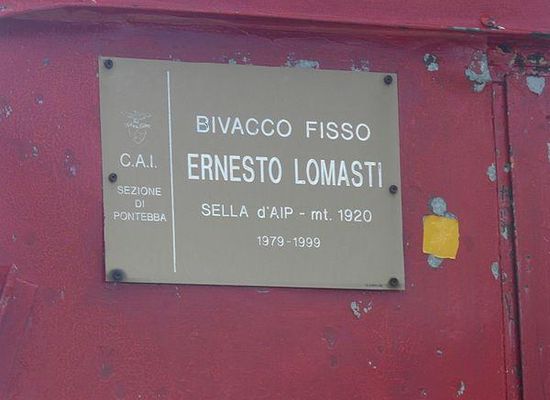 C.A.I.
SEZIONE
DI
PONTEBBA
BIVACCO FISSO
ERNESTO LOMASTI
SELLA d'AIP - mt. 1920
1979-1999